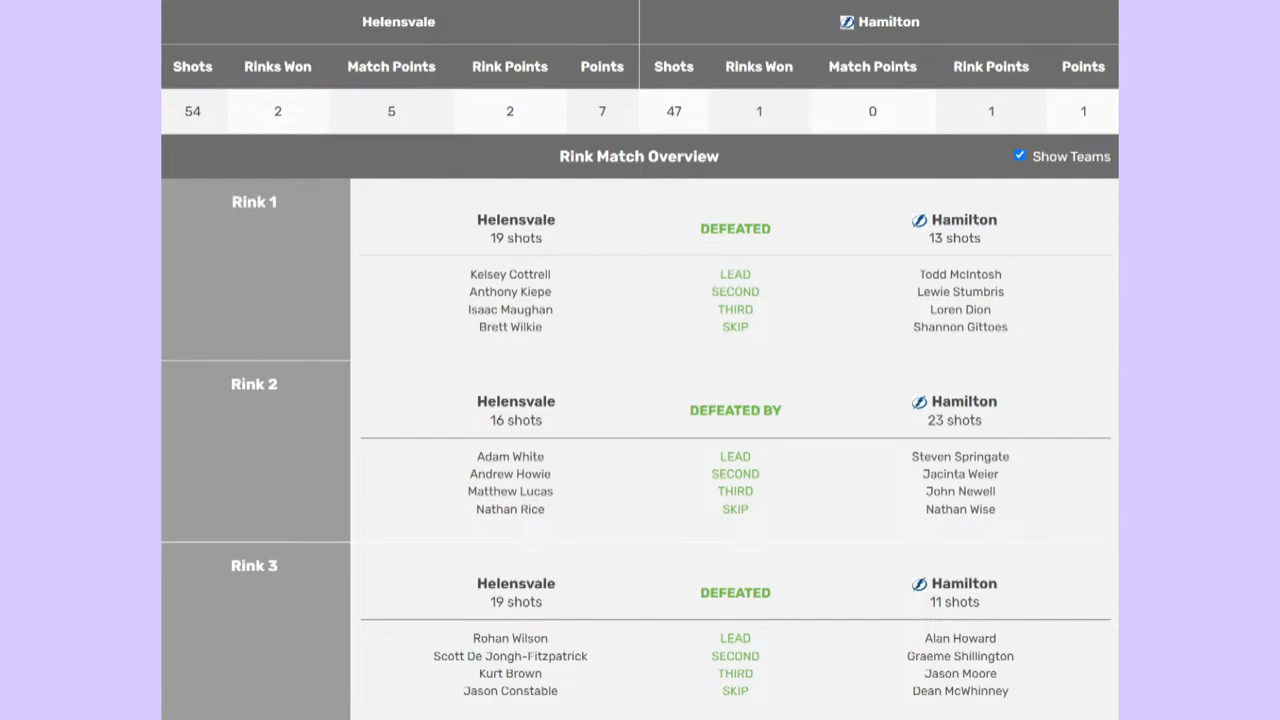 Helensvale Hamilton
Shots Rinks Won Match Points Rink Points Points Shots Rinks Won Match Points Rink Points Points
54 2 5 2 7 47 1 0 1 1
Rink Match Overview Show Teams
Rink 1
Helensvale DEFEATED Hamilton
19 shots 13 shots
Kelsey Cottrell LEAD Todd McIntosh
Anthony Kiepe SECOND Lewie Stumbris
Isaac Maughan THIRD Loren Dion
Brett Wilkie SKIP Shannon Gittoes
Rink 2
Helensvale DEFEATED BY Hamilton
16 shots 23 shots
Adam White LEAD Steven Springate
Andrew Howie SECOND Jacinta Weier
Matthew Lucas THIRD John Newell
Nathan Rice SKIP Nathan Wise
Rink 3
Helensvale DEFEATED Hamilton
19 shots 11 shots
Rohan Wilson LEAD Alan Howard
Scott De Jongh-Fitzpatrick SECOND Graeme Shillington
Kurt Brown THIRD Jason Moore
Jason Constable SKIP Dean McWhinney